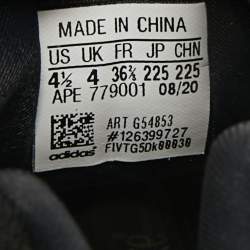 MADE IN CHINA
US UK FR JP CHN
4½ 4 36⅔ 225 225
APE 779001 08/20
ART G54853
#126399727
adidas FIVTG5Dk00030